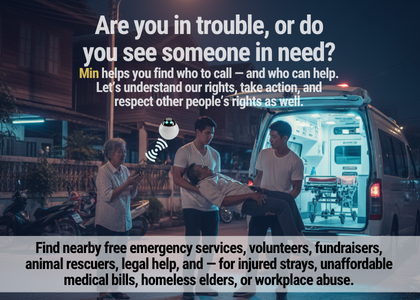 Are you in trouble, or do
you see someone in need?
Min helps you find who to call — and who can help.
Let's understand our rights, take action, and
respect other people's rights as well.
Find nearby free emergency services, volunteers, fundraisers,
animal rescuers, legal help, and — for injured strays, unaffordable
medical bills, homeless elders, or workplace abuse.